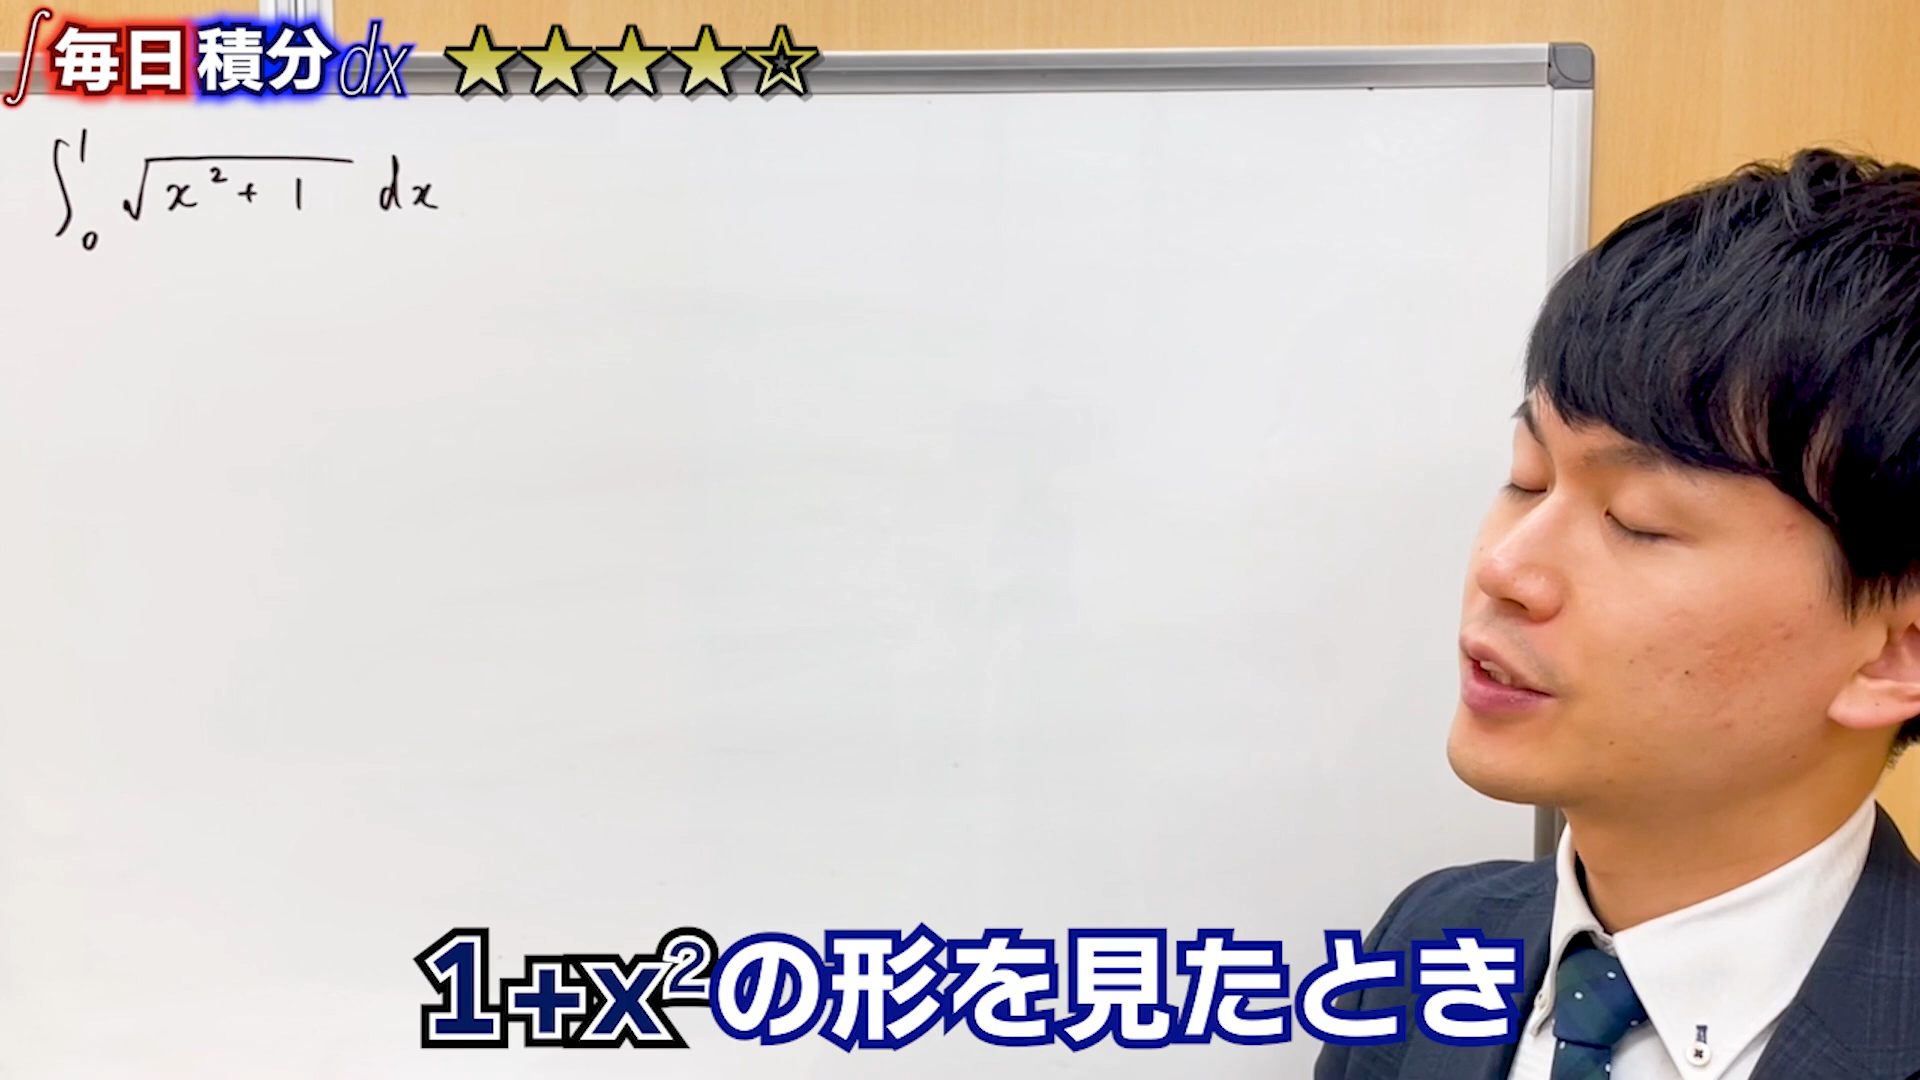 ∫毎日積分dx ★★★★☆
∫₀¹ √(x²+1) dx
1+x²の形を見たとき